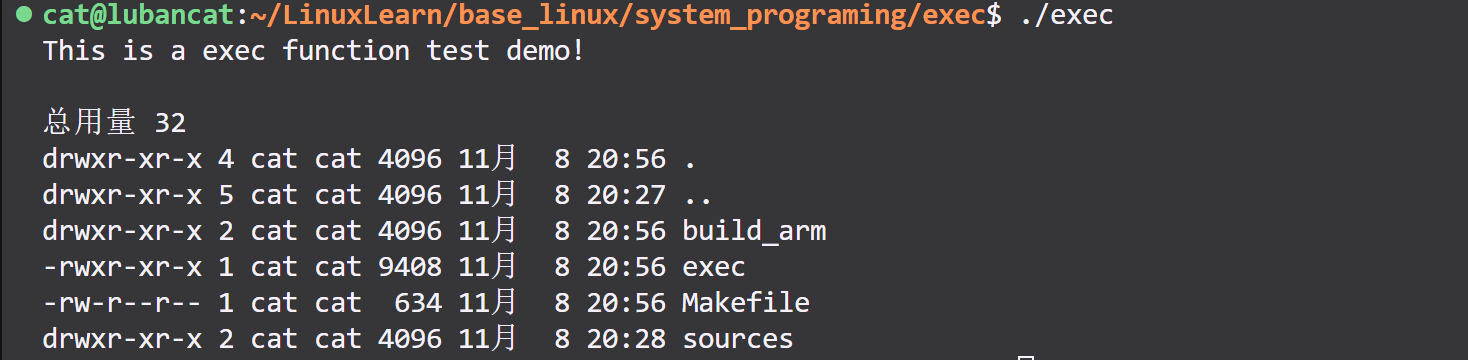 cat@lubancat:~/LinuxLearn/base_linux/system_programing/exec$ ./exec
This is a exec function test demo!
总用量 32
drwxr-xr-x 4 cat cat 4096 11月  8 20:56 .
drwxr-xr-x 5 cat cat 4096 11月  8 20:27 ..
drwxr-xr-x 2 cat cat 4096 11月  8 20:56 build_arm
-rwxr-xr-x 1 cat cat 9408 11月  8 20:56 exec
-rw-r--r-- 1 cat cat  634 11月  8 20:56 Makefile
drwxr-xr-x 2 cat cat 4096 11月  8 20:28 sources